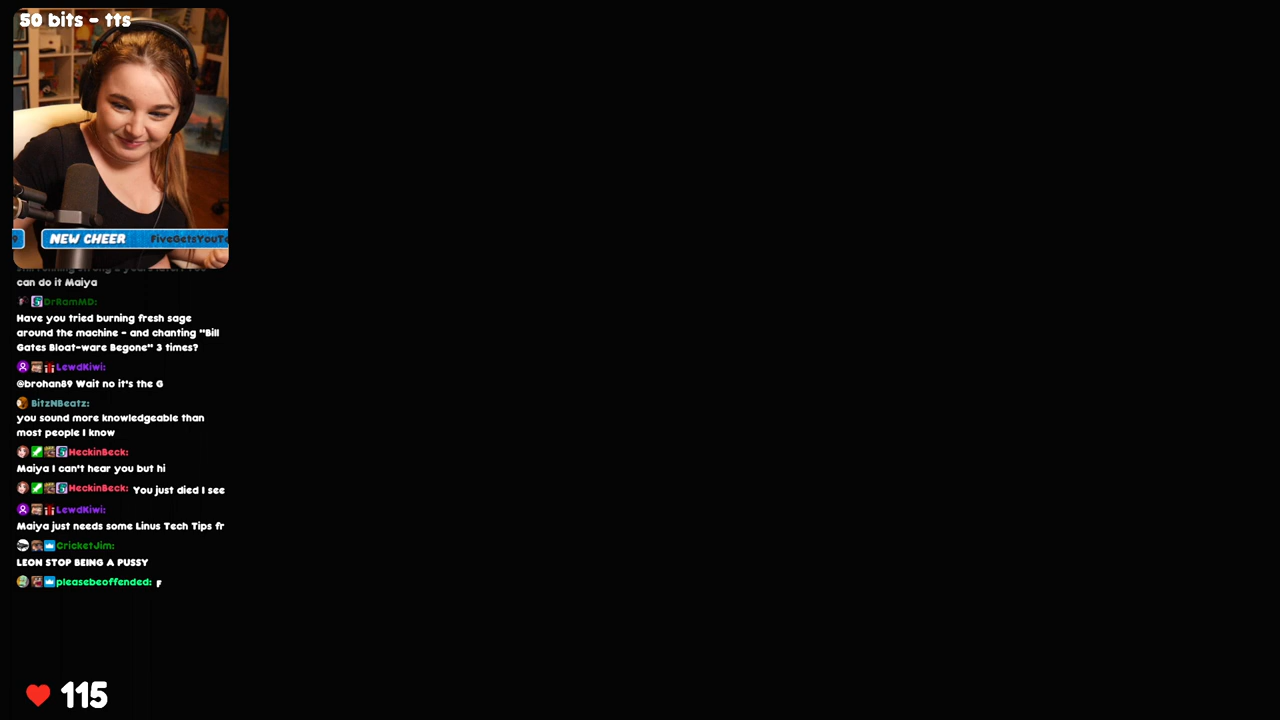 50 bits - tts
NEW CHEER FiveGetsYouTe
can do it Maiya
DrRamMD:
Have you tried burning fresh sage
around the machine - and chanting "Bill
Gates Bloat-ware Begone" 3 times?
LewdKiwi:
@brohan89 Wait no it's the G
BitzNBeatz:
you sound more knowledgeable than
most people I know
HeckinBeck:
Maiya I can't hear you but hi
HeckinBeck: You just died I see
LewdKiwi:
Maiya just needs some Linus Tech Tips fr
CricketJim:
LEON STOP BEING A PUSSY
pleasebeoffended: F
115